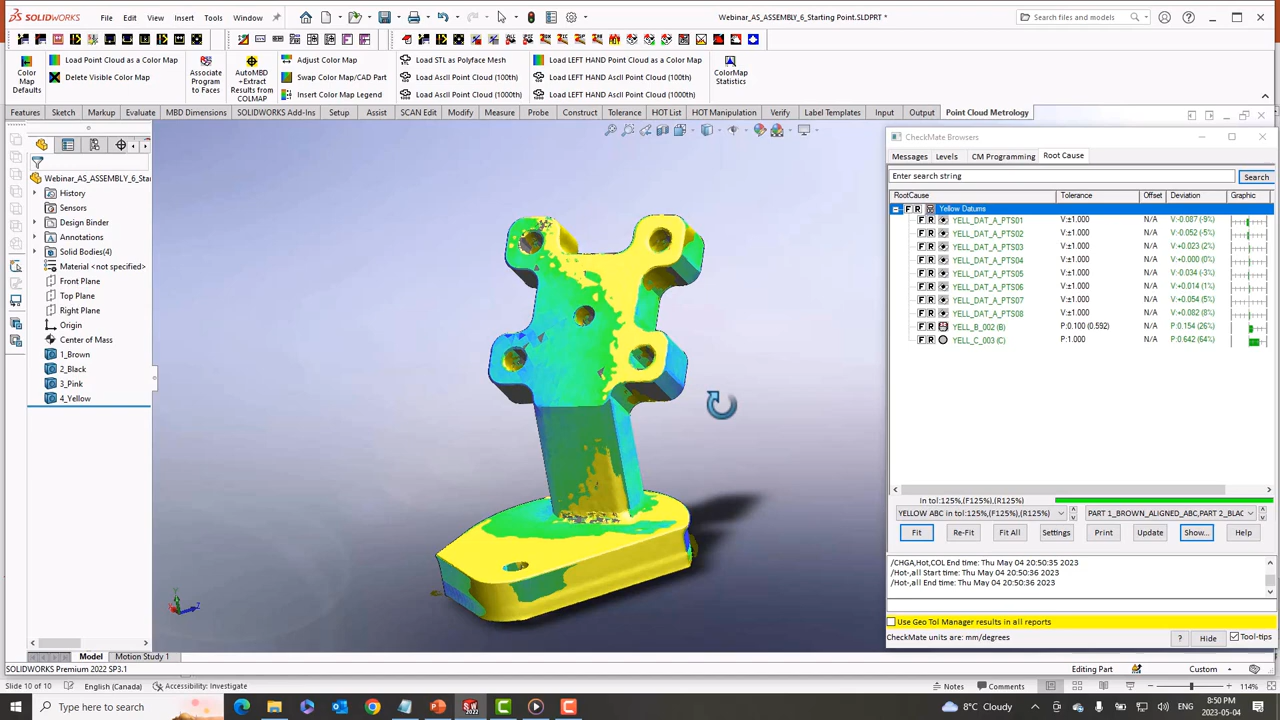 SOLIDWORKS File Edit View Insert Tools Window Webinar_AS_ASSEMBLY_6_Starting Point.SLDPRT * Search files and models
Color Map Defaults
Load Point Cloud as a Color Map
Delete Visible Color Map
Associate Program to Faces
AutoMBD +Extract Results from COLMAP
Adjust Color Map
Swap Color Map/CAD Part
Insert Color Map Legend
Load STL as Polyface Mesh
Load Ascii Point Cloud (100th)
Load Ascii Point Cloud (1000th)
Load LEFT HAND Point Cloud as a Color Map
Load LEFT HAND Ascii Point Cloud (100th)
Load LEFT HAND Ascii Point Cloud (1000th)
ColorMap Statistics
Features Sketch Markup Evaluate MBD Dimensions SOLIDWORKS Add-Ins Setup Assist SCAN Edit Modify Measure Probe Construct Tolerance HOT List HOT Manipulation Verify Label Templates Input Output Point Cloud Metrology
Webinar_AS_ASSEMBLY_6_Sta
History
Sensors
Design Binder
Annotations
Solid Bodies(4)
Material <not specified>
Front Plane
Top Plane
Right Plane
Origin
Center of Mass
1_Brown
2_Black
3_Pink
4_Yellow
CheckMate Browsers
Messages Levels CM Programming Root Cause
Enter search string Search
RootCause Tolerance Offset Deviation Graphic
F R Yellow Datums
F R YELL_DAT_A_PTS01 V:±1.000 N/A V:-0.087 (-9%)
F R YELL_DAT_A_PTS02 V:±1.000 N/A V:-0.052 (-5%)
F R YELL_DAT_A_PTS03 V:±1.000 N/A V:+0.023 (2%)
F R YELL_DAT_A_PTS04 V:±1.000 N/A V:+0.000 (0%)
F R YELL_DAT_A_PTS05 V:±1.000 N/A V:-0.034 (-3%)
F R YELL_DAT_A_PTS06 V:±1.000 N/A V:+0.014 (1%)
F R YELL_DAT_A_PTS07 V:±1.000 N/A V:+0.054 (5%)
F R YELL_DAT_A_PTS08 V:±1.000 N/A V:+0.082 (8%)
F R YELL_B_002 (B) P:0.100 (0.592) N/A P:0.154 (26%)
F R YELL_C_003 (C) P:1.000 N/A P:0.642 (64%)
In tol:125%,(F125%),(R125%)
YELLOW ABC in tol:125%,(F125%),(R125%) PART 1_BROWN_ALIGNED_ABC,PART 2_BLAC
Fit Re-Fit Fit All Settings Print Update Show... Help
/CHGA,Hot,COL End time: Thu May 04 20:50:35 2023
/Hot-,all Start time: Thu May 04 20:50:36 2023
/Hot-,all End time: Thu May 04 20:50:36 2023
Use Geo Tol Manager results in all reports
CheckMate units are: mm/degrees ? Hide Tool-tips
Model Motion Study 1
SOLIDWORKS Premium 2022 SP3.1 Editing Part Custom
Slide 10 of 10 English (Canada) Accessibility: Investigate Notes Comments 114%
Type here to search 8°C Cloudy ENG 8:50 PM
2023-05-04